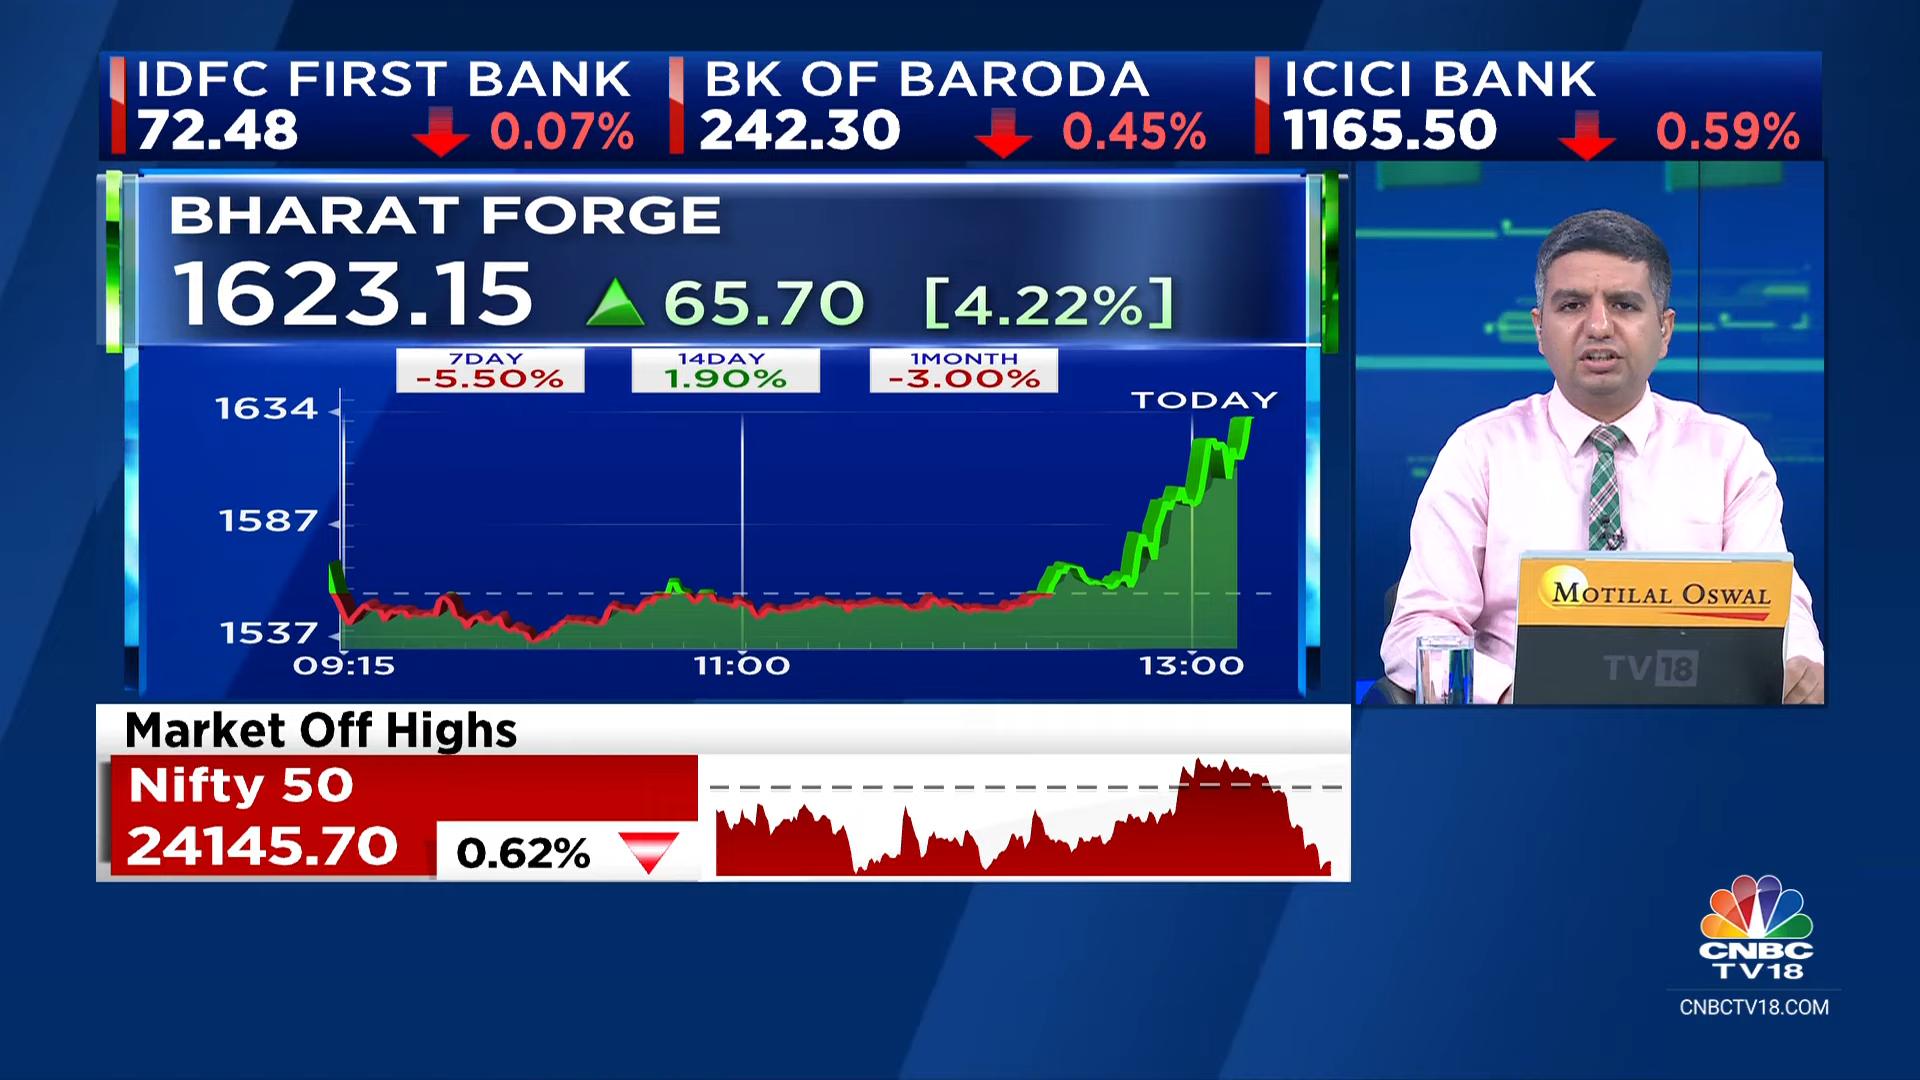 IDFC FIRST BANK
72.48 0.07%
BK OF BARODA
242.30 0.45%
ICICI BANK
1165.50 0.59%
BHARAT FORGE
1623.15 65.70 [4.22%]
7DAY
-5.50%
14DAY
1.90%
1MONTH
-3.00%
TODAY
1634
1587
1537
09:15 11:00 13:00
MOTILAL OSWAL
TV18
Market Off Highs
Nifty 50
24145.70 0.62%
CNBC
TV18
CNBCTV18.COM